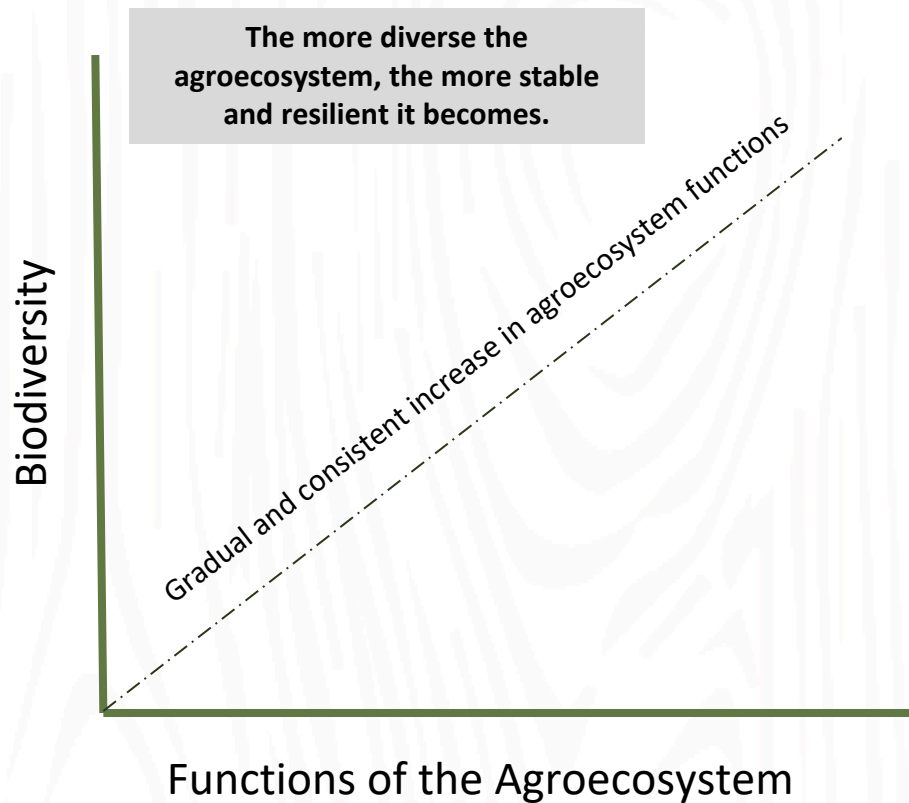 The more diverse the
agroecosystem, the more stable
and resilient it becomes.
Gradual and consistent increase in agroecosystem functions
Biodiversity
Functions of the Agroecosystem